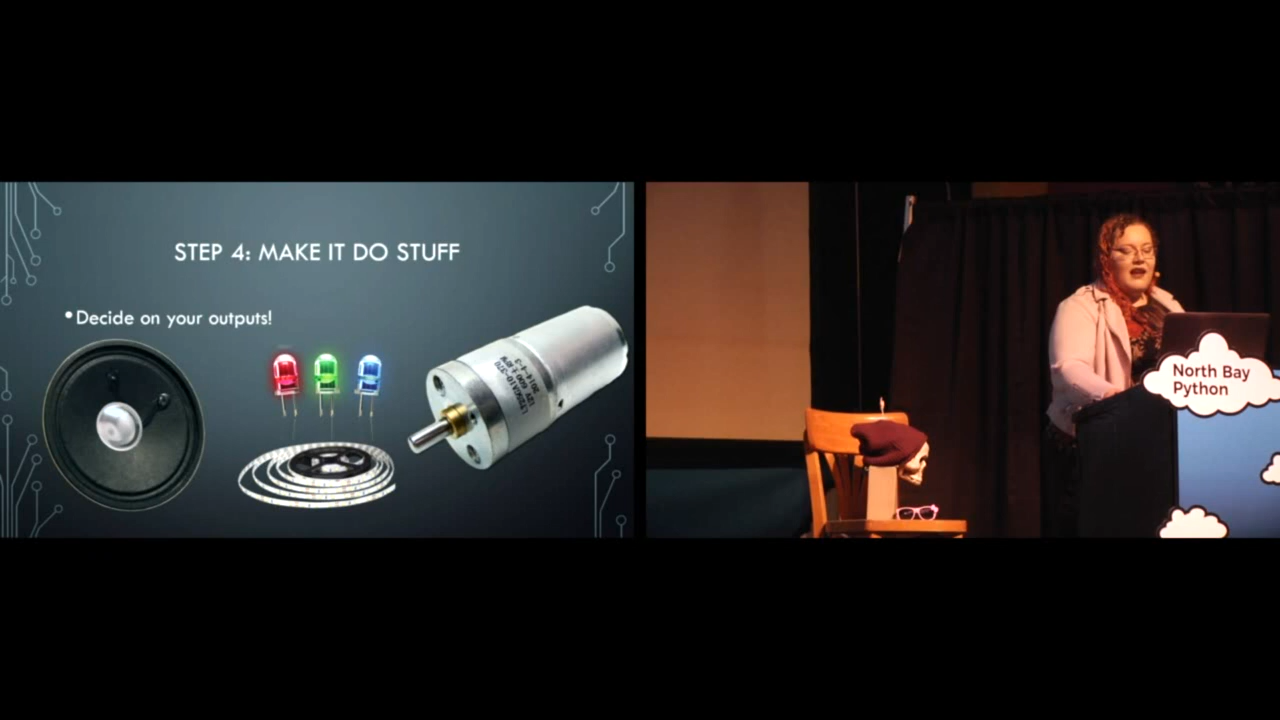 STEP 4: MAKE IT DO STUFF
• Decide on your outputs!
North Bay
Python